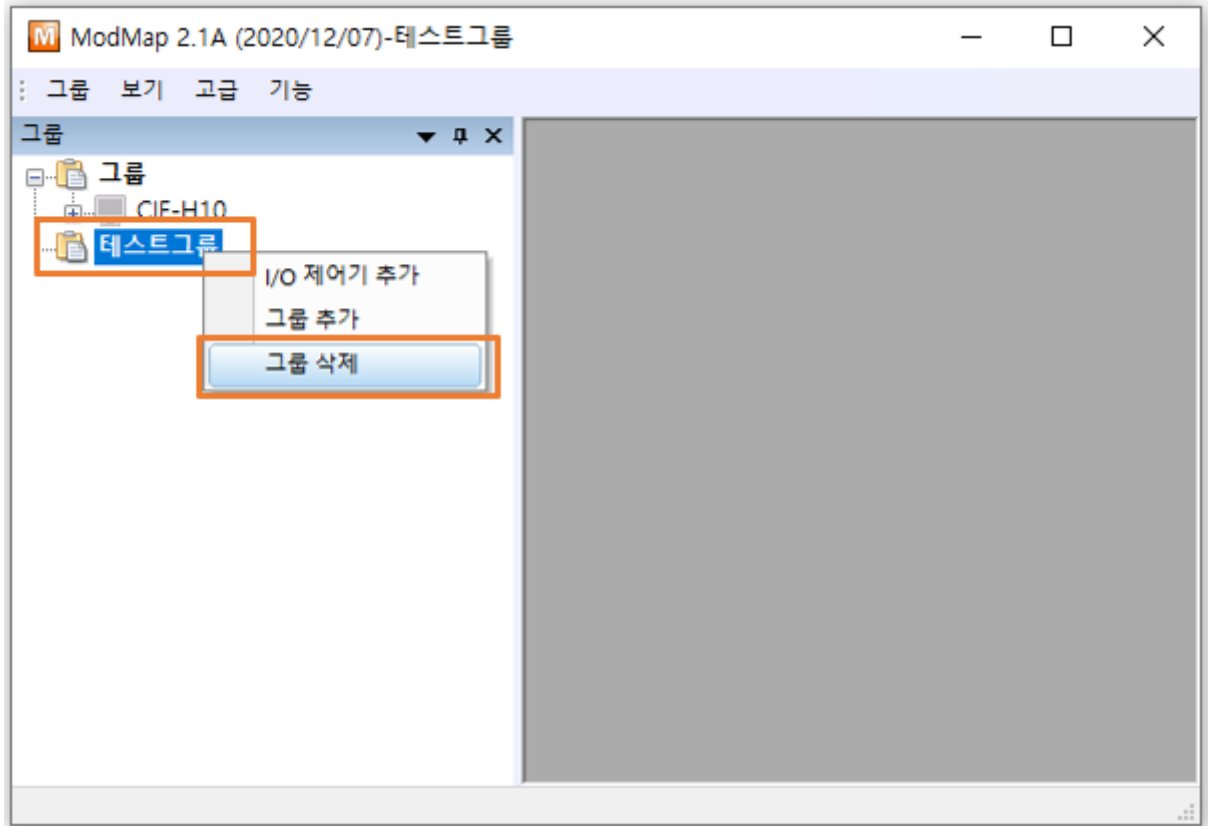 ModMap 2.1A (2020/12/07)-테스트그룹
그룹 보기 고급 기능
그룹
그룹
CIF-H10
테스트그룹
I/O 제어기 추가
그룹 추가
그룹 삭제